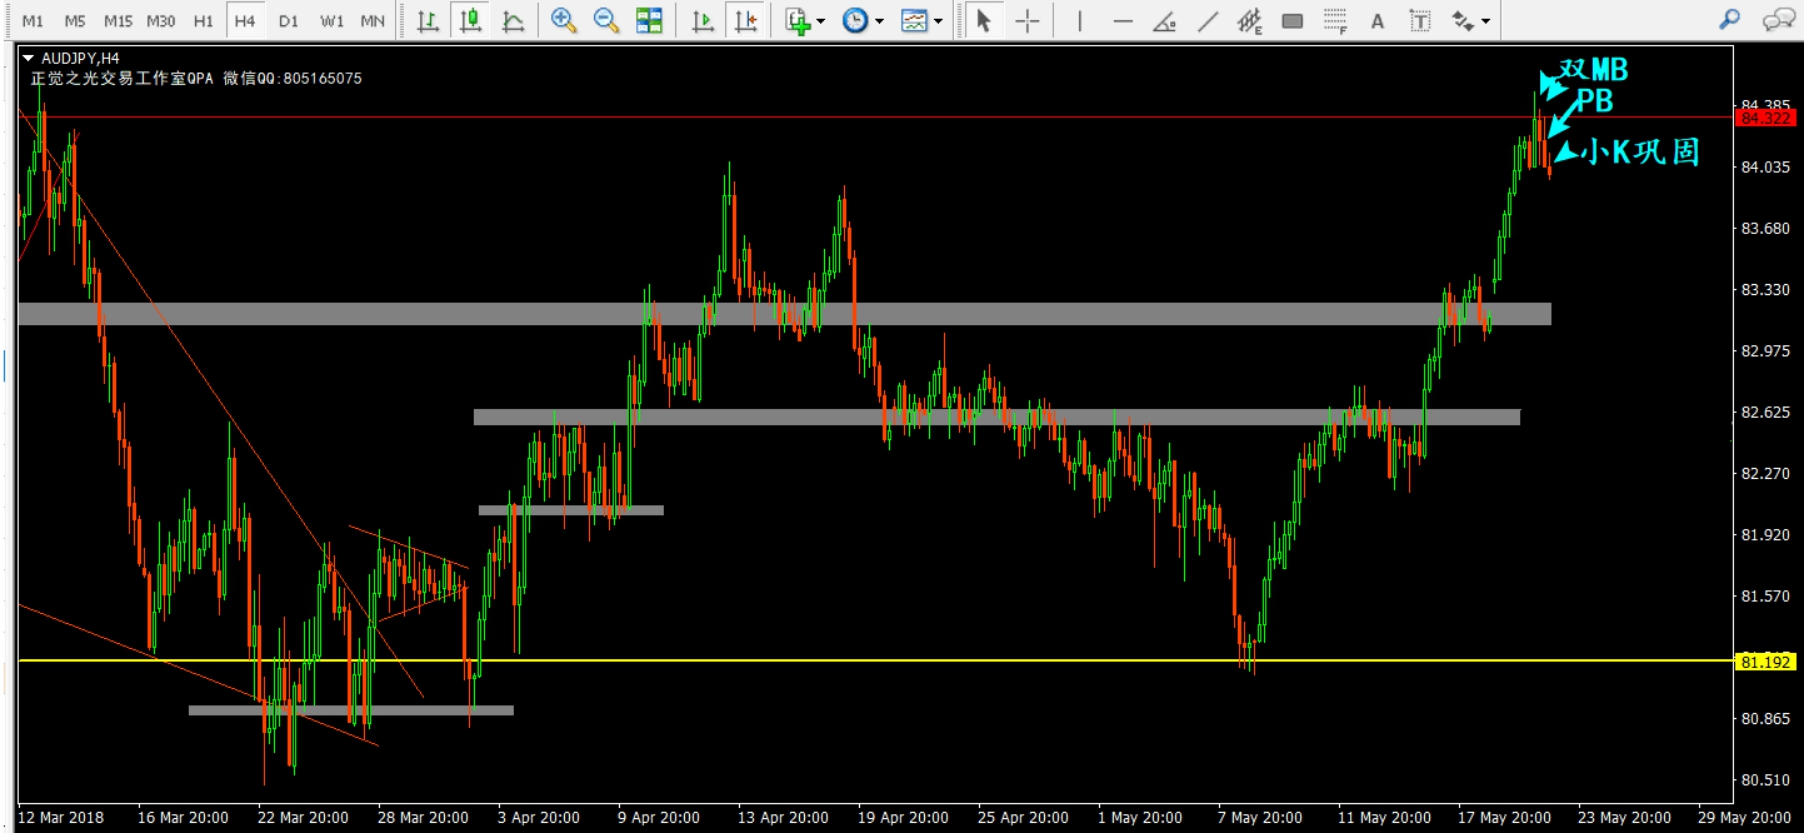 M1 M5 M15 M30 H1 H4 D1 W1 MN
E
F
A
T
AUDJPY,H4
正觉之光交易工作室QPA 微信QQ:805165075
双MB
PB
小K巩固
84.385
84.322
84.035
83.680
83.330
82.975
82.625
82.270
81.920
81.570
81.192
80.865
80.510
12 Mar 2018 16 Mar 20:00 22 Mar 20:00 28 Mar 20:00 3 Apr 20:00 9 Apr 20:00 13 Apr 20:00 19 Apr 20:00 25 Apr 20:00 1 May 20:00 7 May 20:00 11 May 20:00 17 May 20:00 23 May 20:00 29 May 20:00